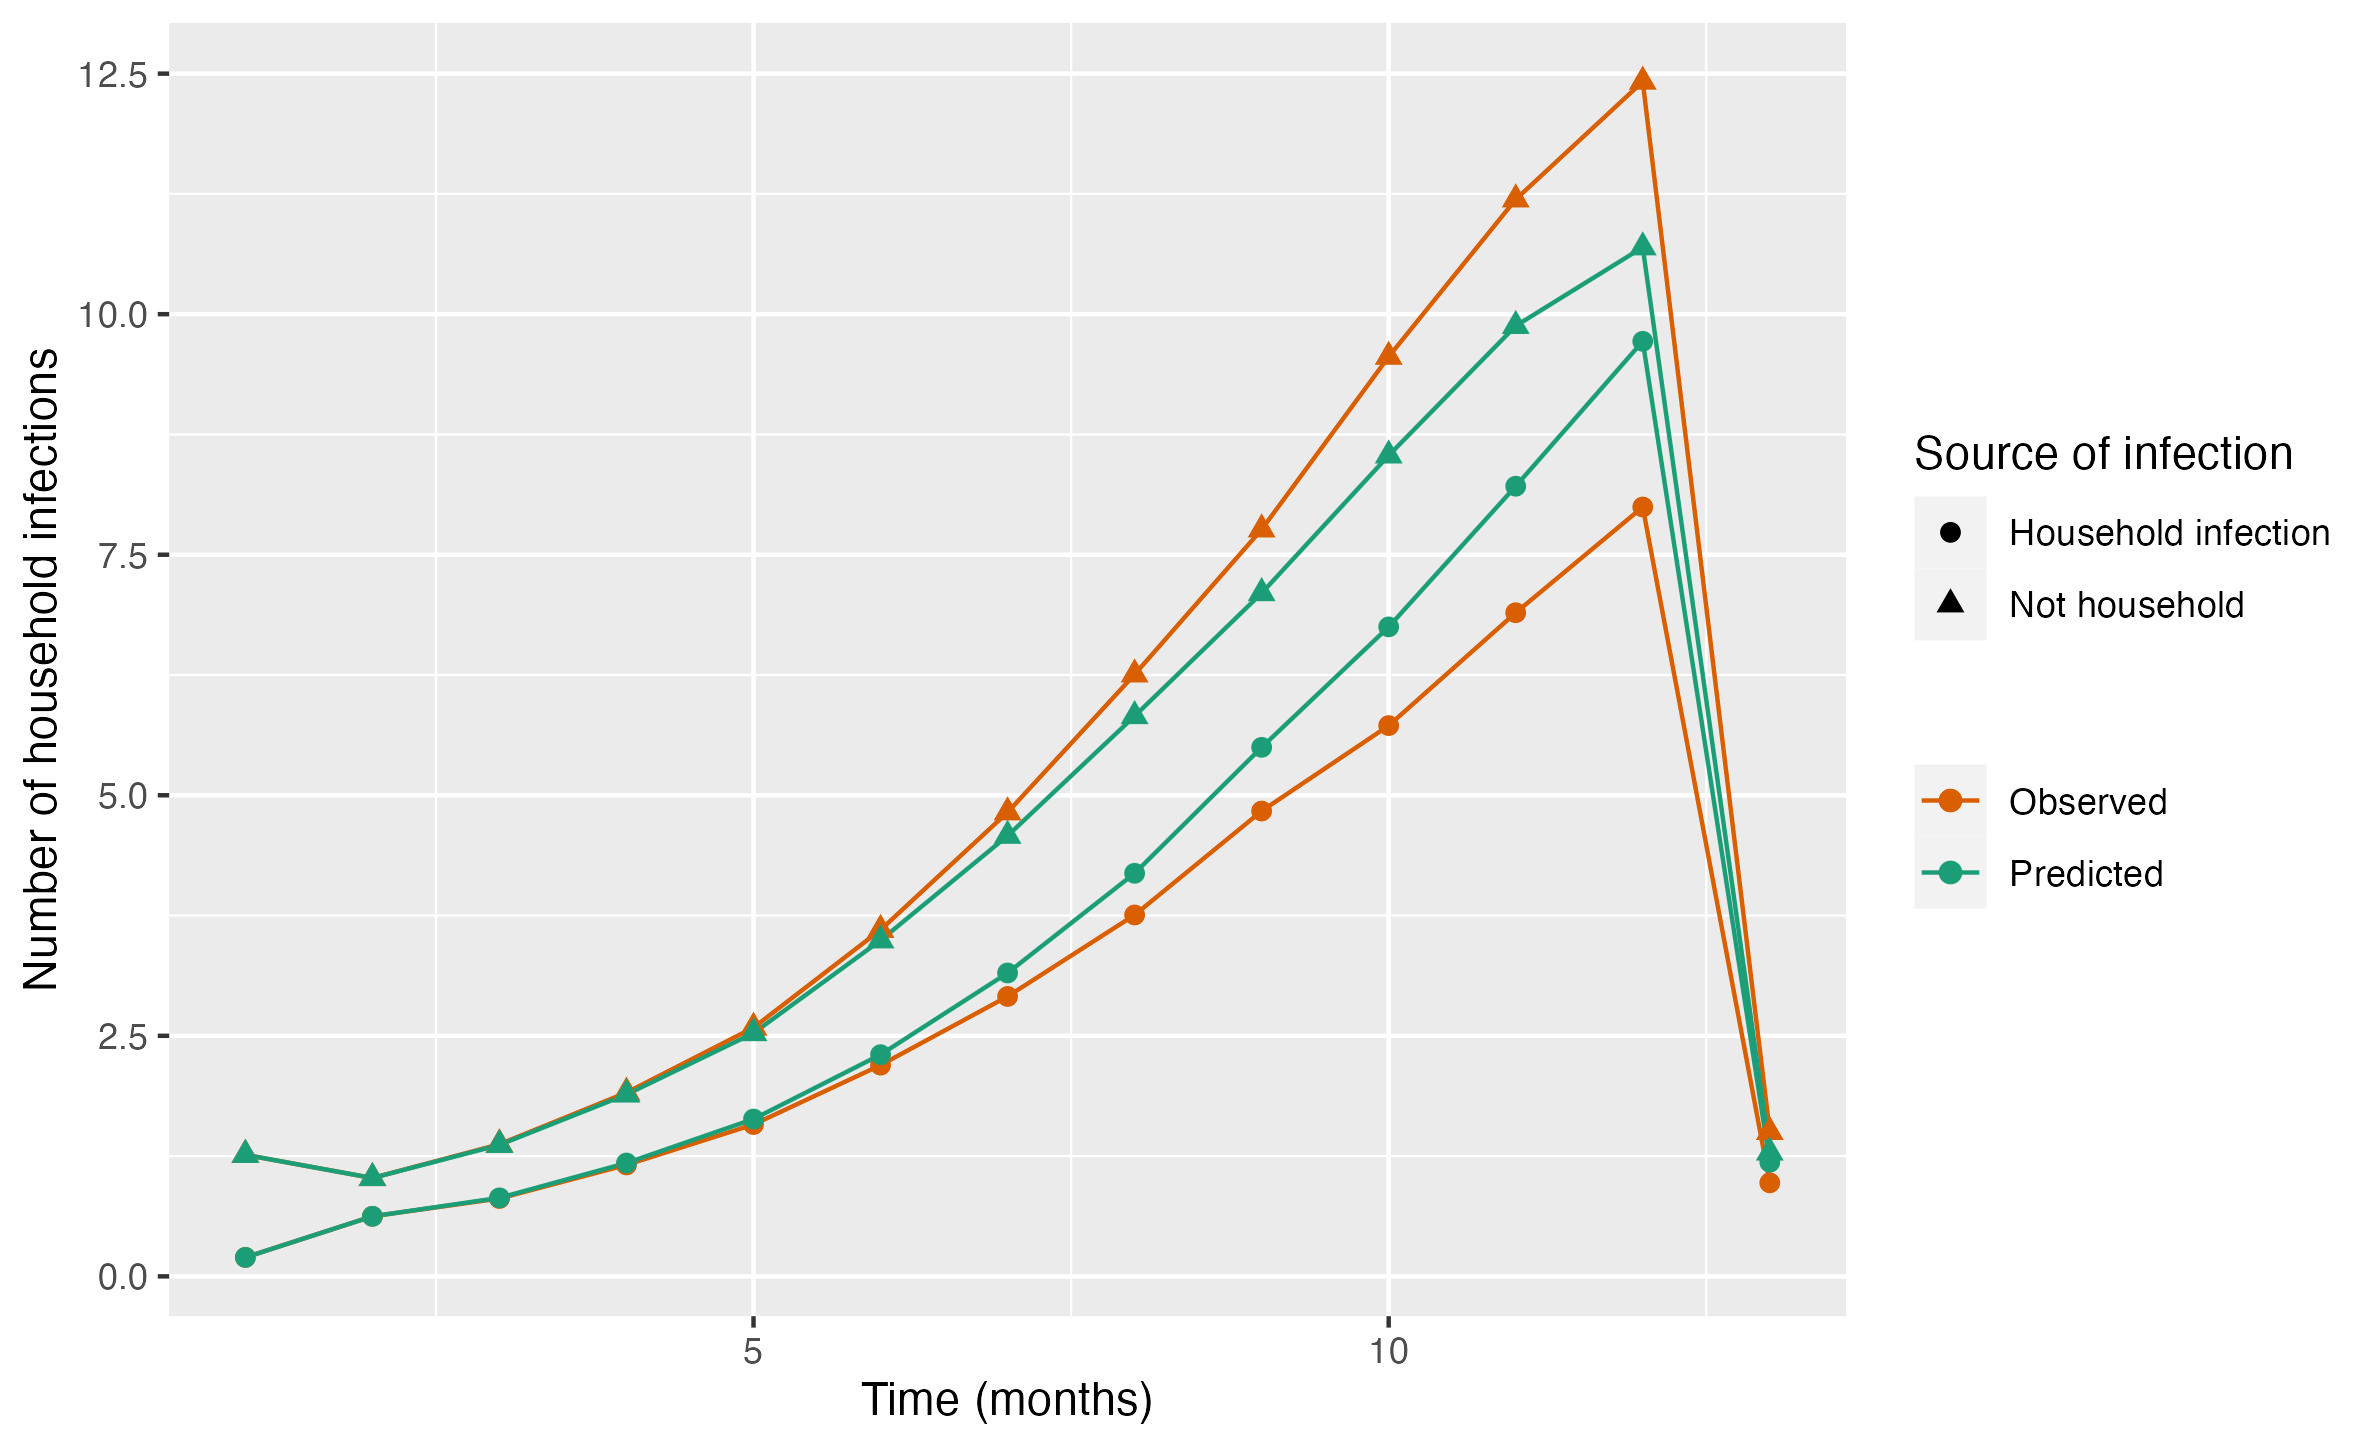 12.5
10.0
7.5
5.0
2.5
0.0
Number of household infections
5
10
Time (months)
Source of infection
Household infection
Not household
Observed
Predicted